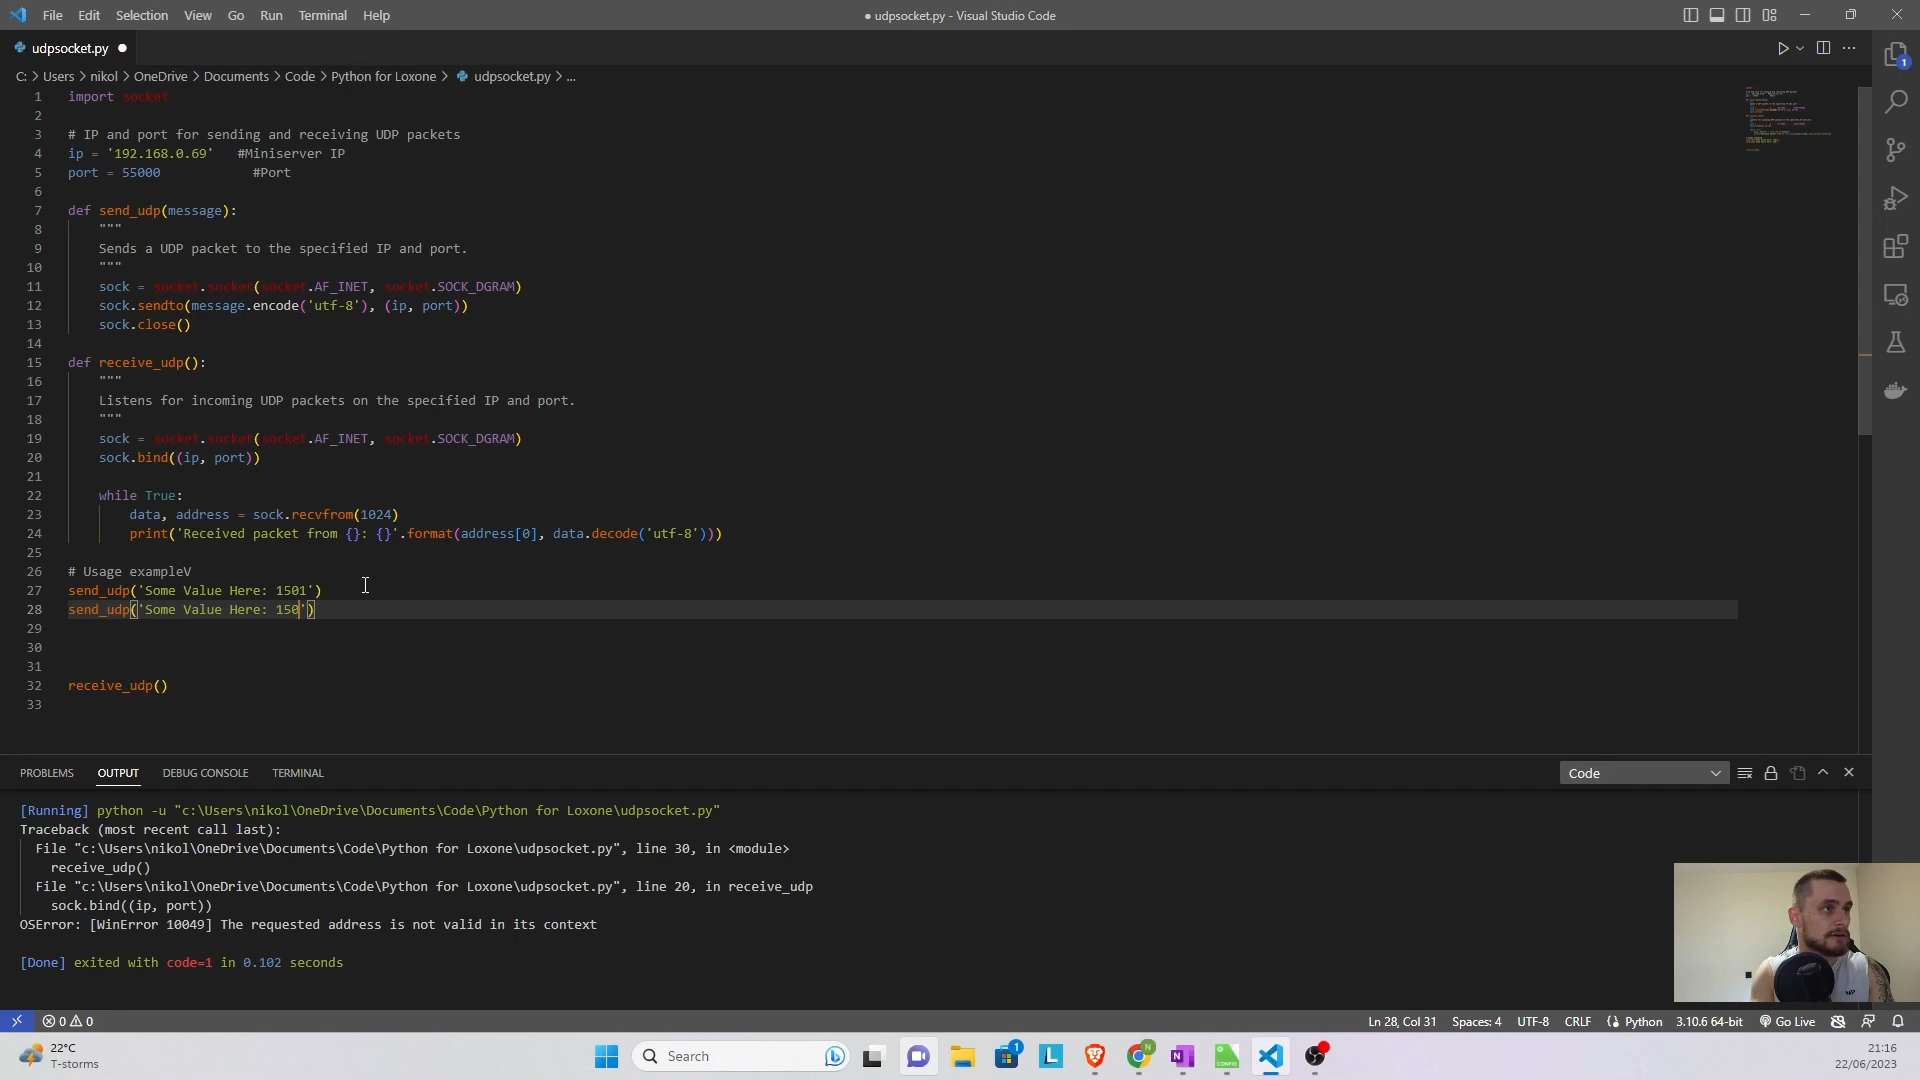 File Edit Selection View Go Run Terminal Help
● udpsocket.py - Visual Studio Code
udpsocket.py ●
C: > Users > nikol > OneDrive > Documents > Code > Python for Loxone > udpsocket.py > ...
1 import socket
2
3 # IP and port for sending and receiving UDP packets
4 ip = '192.168.0.69' #Miniserver IP
5 port = 55000 #Port
6
7 def send_udp(message):
8 """
9 Sends a UDP packet to the specified IP and port.
10 """
11 sock = socket.socket(socket.AF_INET, socket.SOCK_DGRAM)
12 sock.sendto(message.encode('utf-8'), (ip, port))
13 sock.close()
14
15 def receive_udp():
16 """
17 Listens for incoming UDP packets on the specified IP and port.
18 """
19 sock = socket.socket(socket.AF_INET, socket.SOCK_DGRAM)
20 sock.bind((ip, port))
21
22 while True:
23 data, address = sock.recvfrom(1024)
24 print('Received packet from {}: {}'.format(address[0], data.decode('utf-8')))
25
26 # Usage exampleV
27 send_udp('Some Value Here: 1501')
28 send_udp('Some Value Here: 150')
29
30
31
32 receive_udp()
33
PROBLEMS OUTPUT DEBUG CONSOLE TERMINAL Code
[Running] python -u "c:\Users\nikol\OneDrive\Documents\Code\Python for Loxone\udpsocket.py"
Traceback (most recent call last):
File "c:\Users\nikol\OneDrive\Documents\Code\Python for Loxone\udpsocket.py", line 30, in <module>
receive_udp()
File "c:\Users\nikol\OneDrive\Documents\Code\Python for Loxone\udpsocket.py", line 20, in receive_udp
sock.bind((ip, port))
OSError: [WinError 10049] The requested address is not valid in its context
[Done] exited with code=1 in 0.102 seconds
0 0 Ln 28, Col 31 Spaces: 4 UTF-8 CRLF Python 3.10.6 64-bit Go Live
22°C
T-storms
Search
21:16
22/06/2023